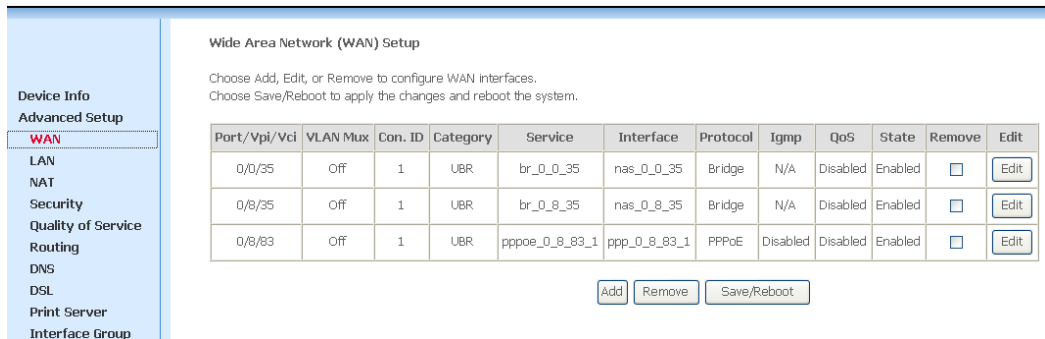 Wide Area Network (WAN) Setup
Choose Add, Edit, or Remove to configure WAN interfaces.
Choose Save/Reboot to apply the changes and reboot the system.
Device Info
Advanced Setup
WAN
LAN
NAT
Security
Quality of Service
Routing
DNS
DSL
Print Server
Interface Group
Port/Vpi/Vci VLAN Mux Con. ID Category Service Interface Protocol Igmp QoS State Remove Edit
0/0/35 Off 1 UBR br_0_0_35 nas_0_0_35 Bridge N/A Disabled Enabled Edit
0/8/35 Off 1 UBR br_0_8_35 nas_0_8_35 Bridge N/A Disabled Enabled Edit
0/8/83 Off 1 UBR pppoe_0_8_83_1 ppp_0_8_83_1 PPPoE Disabled Disabled Enabled Edit
Add Remove Save/Reboot